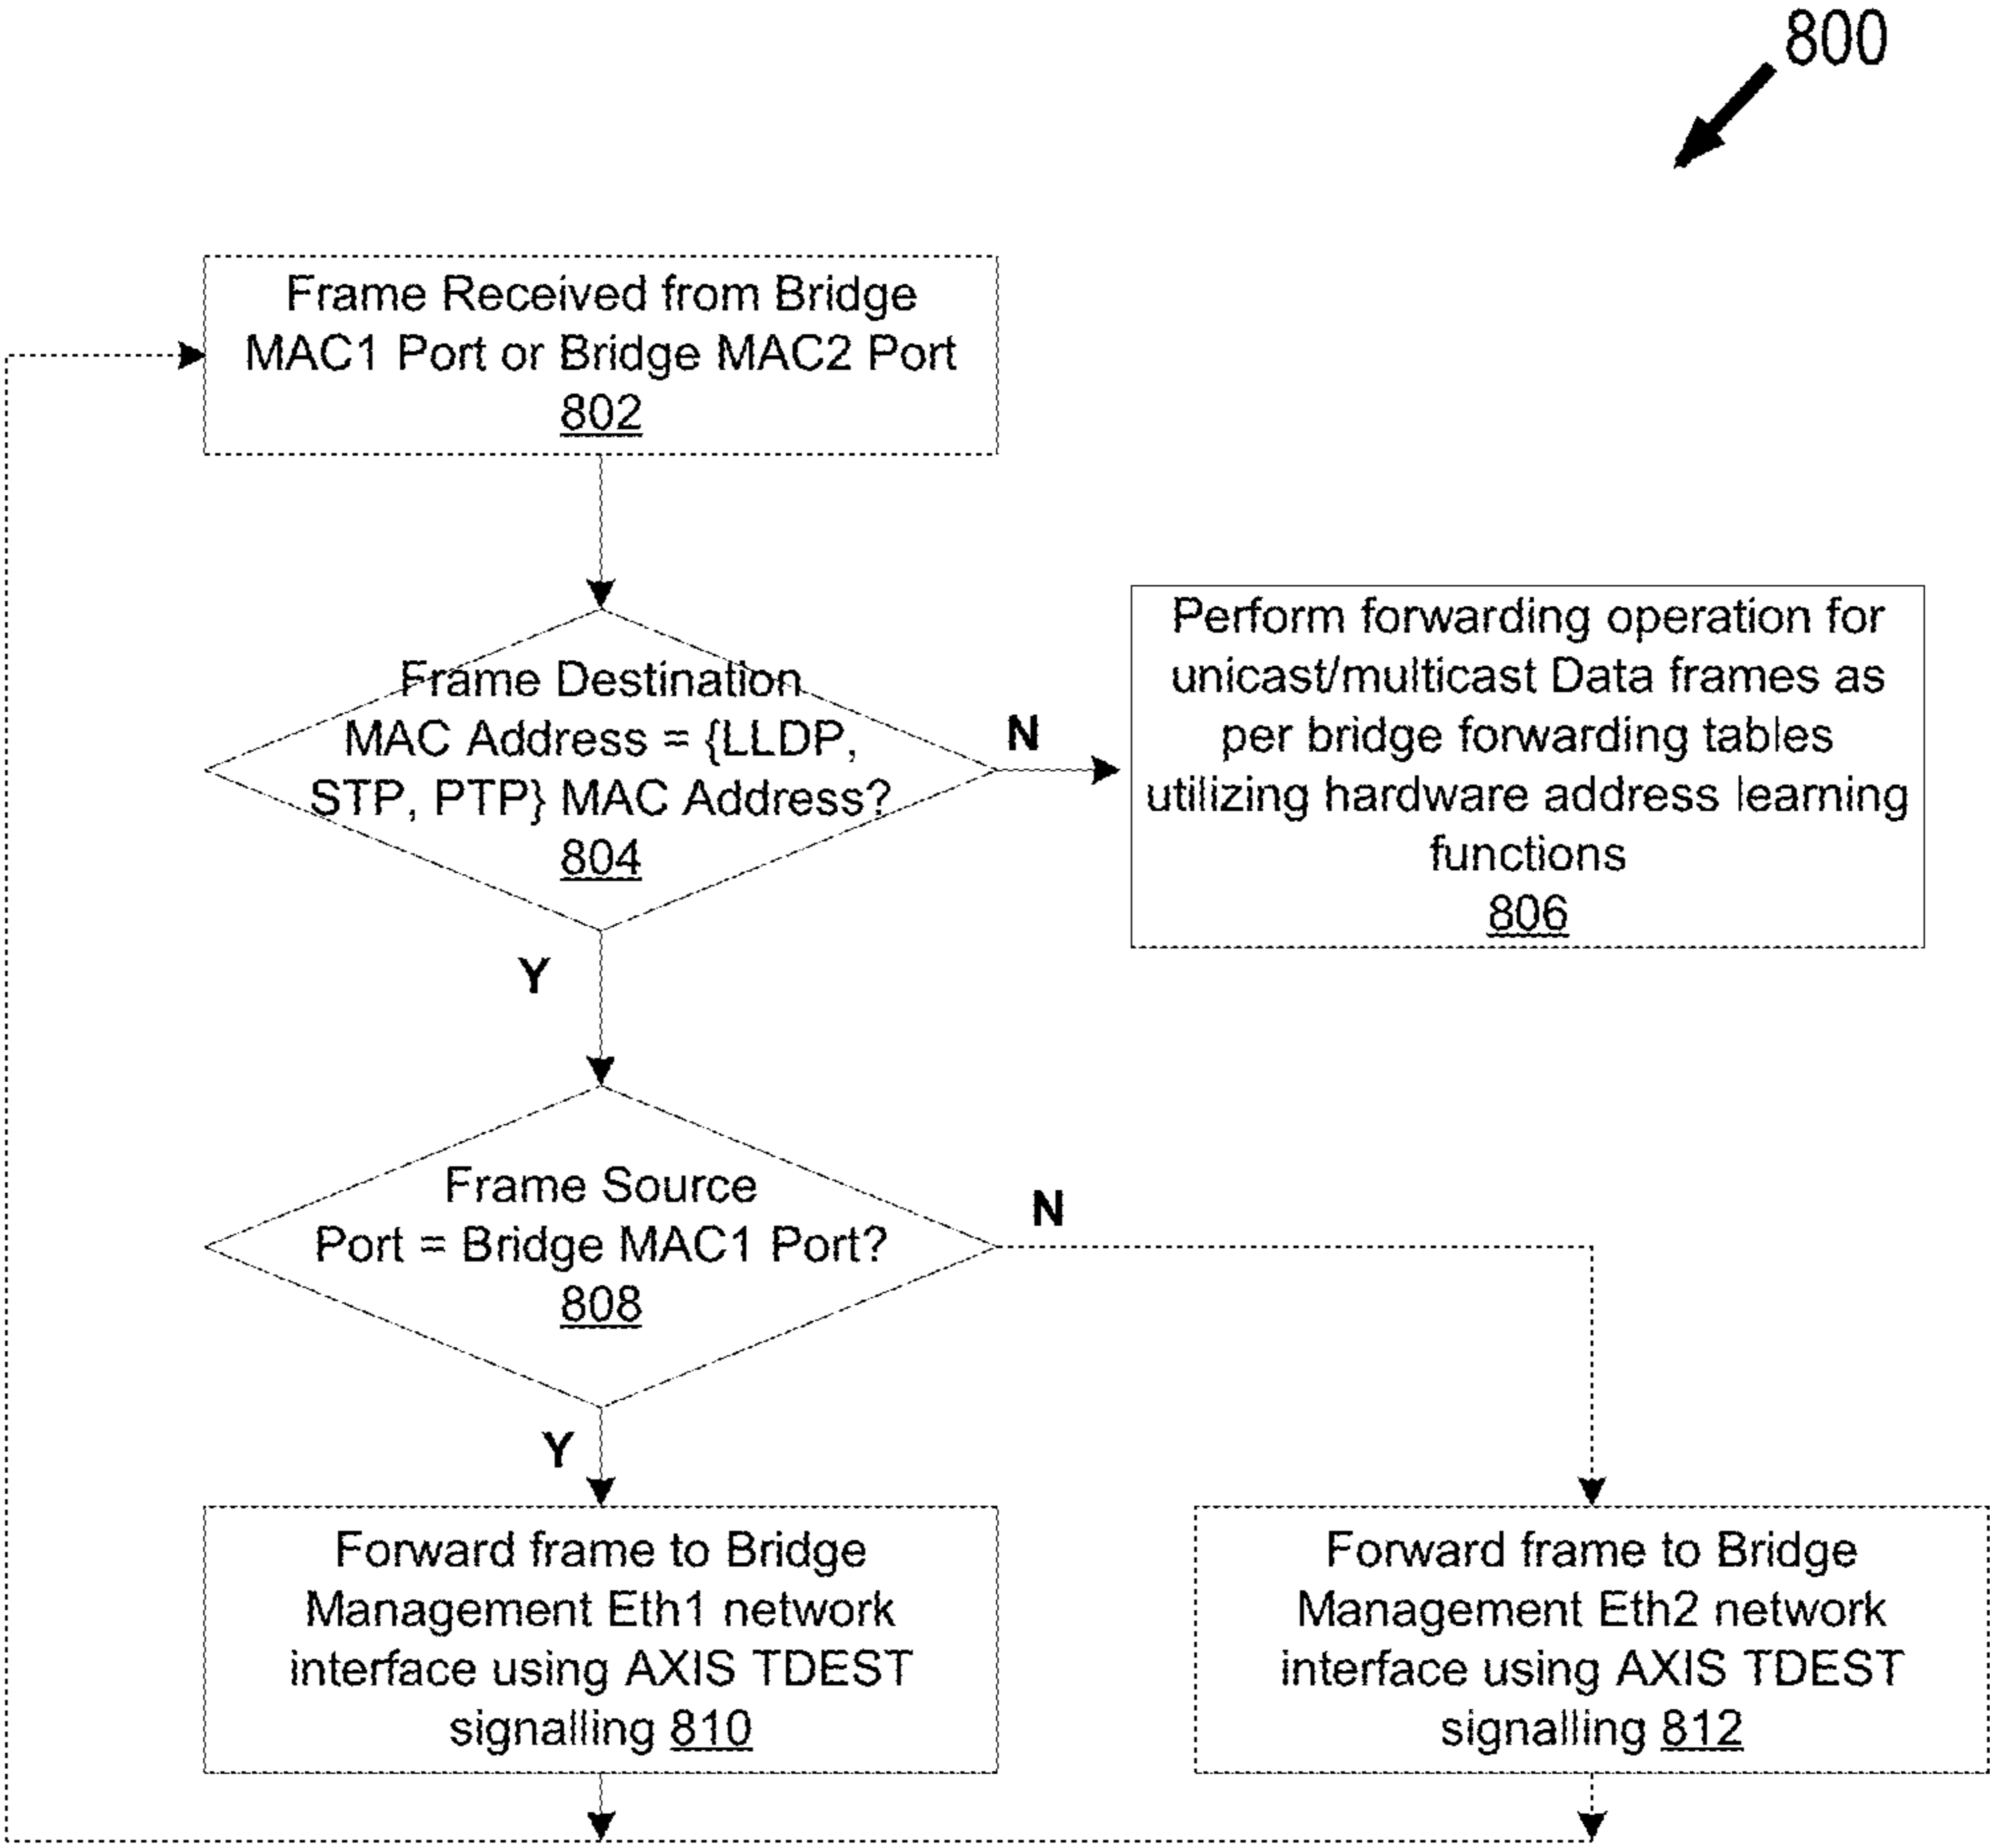 800
Frame Received from Bridge
MAC1 Port or Bridge MAC2 Port
802
Frame Destination
MAC Address = {LLDP,
STP, PTP} MAC Address?
804
N
Perform forwarding operation for
unicast/multicast Data frames as
per bridge forwarding tables
utilizing hardware address learning
functions
806
Y
Frame Source
Port = Bridge MAC1 Port?
808
N
Y
Forward frame to Bridge
Management Eth1 network
interface using AXIS TDEST
signalling 810
Forward frame to Bridge
Management Eth2 network
interface using AXIS TDEST
signalling 812